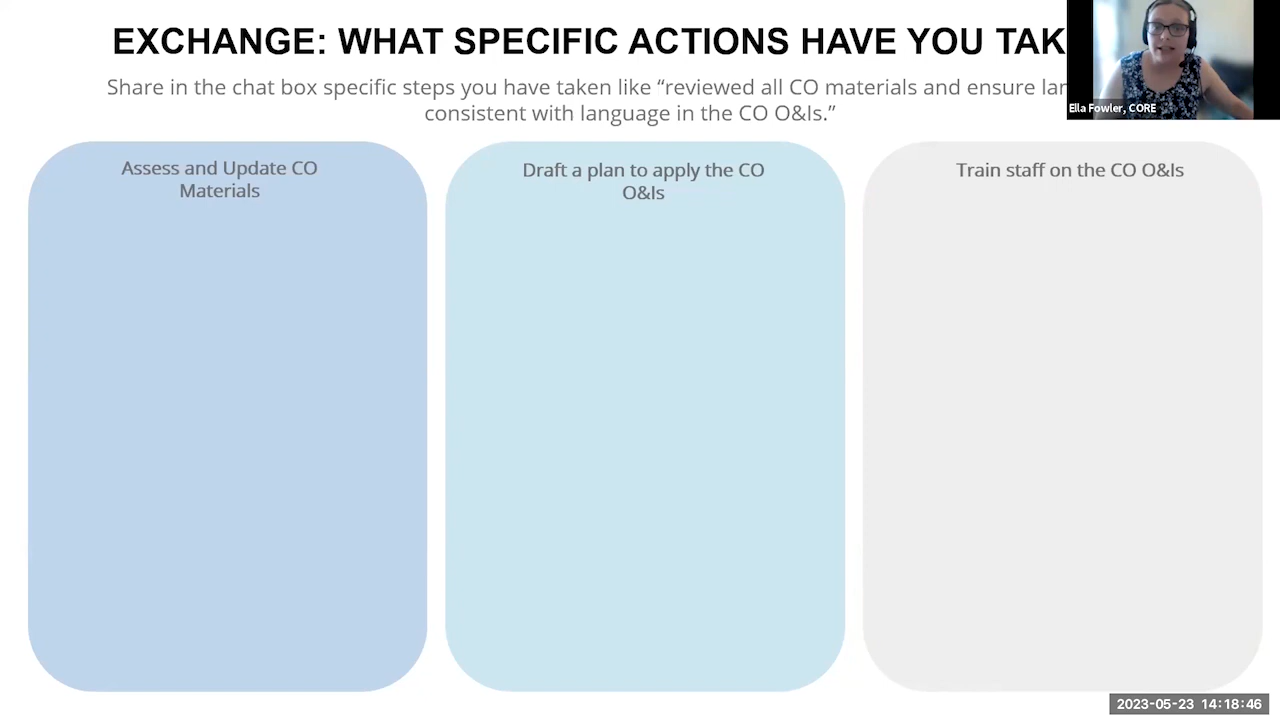 EXCHANGE: WHAT SPECIFIC ACTIONS HAVE YOU TAK
Share in the chat box specific steps you have taken like “reviewed all CO materials and ensure lan
consistent with language in the CO O&Is.”
Ella Fowler, CORE
Assess and Update CO
Materials
Draft a plan to apply the CO
O&Is
Train staff on the CO O&Is
2023-05-23 14:18:46